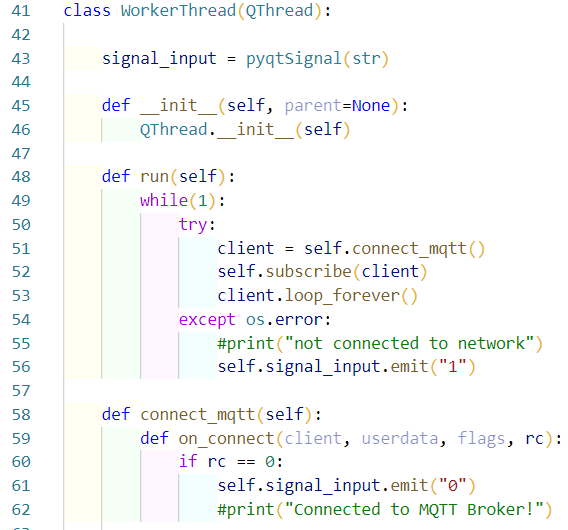 41 class WorkerThread(QThread):
42
43     signal_input = pyqtSignal(str)
44
45     def __init__(self, parent=None):
46         QThread.__init__(self)
47
48     def run(self):
49         while(1):
50             try:
51                 client = self.connect_mqtt()
52                 self.subscribe(client)
53                 client.loop_forever()
54             except os.error:
55                 #print("not connected to network")
56                 self.signal_input.emit("1")
57
58     def connect_mqtt(self):
59         def on_connect(client, userdata, flags, rc):
60             if rc == 0:
61                 self.signal_input.emit("0")
62                 #print("Connected to MQTT Broker!")